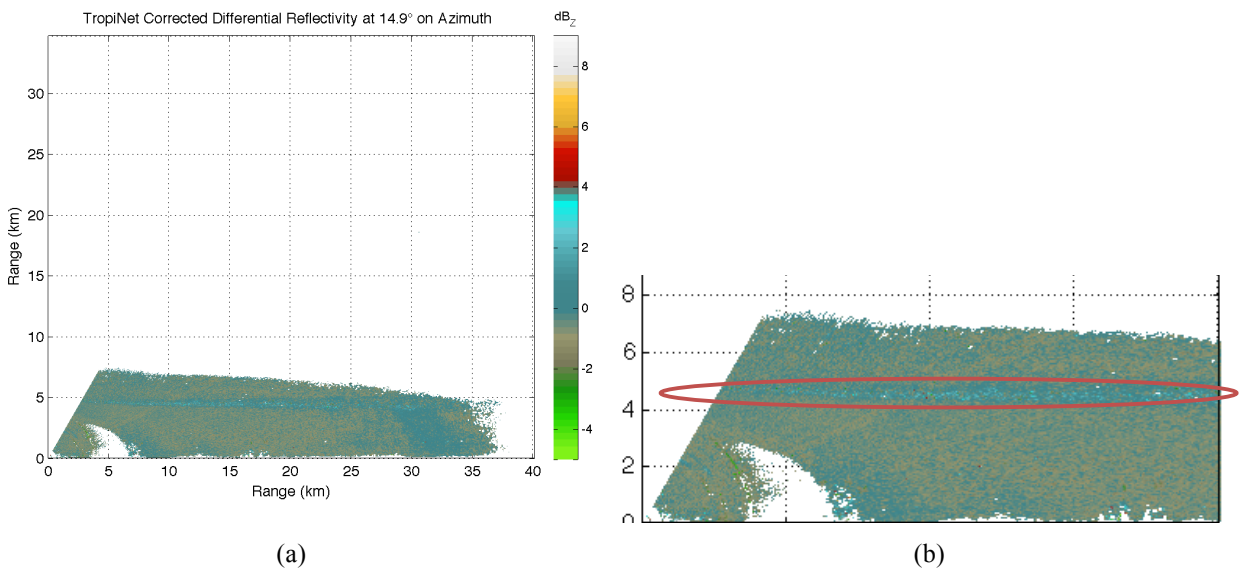 TropiNet Corrected Differential Reflectivity at 14.9° on Azimuth
dBZ
Range (km)
30
25
20
15
10
5
0
0 5 10 15 20 25 30 35 40
Range (km)
8
6
4
2
0
-2
-4
8
6
4
2
0
(a)
(b)